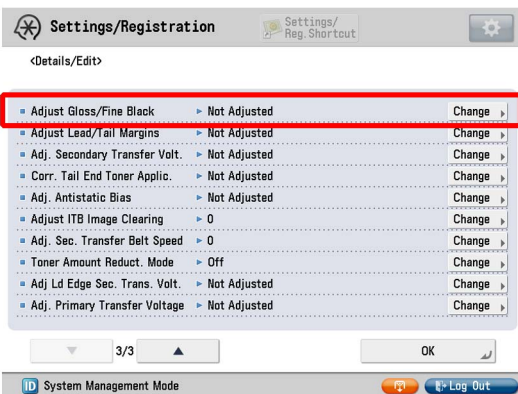 Settings/Registration
Settings/
Reg. Shortcut
<Details/Edit>
Adjust Gloss/Fine Black Not Adjusted Change
Adjust Lead/Tail Margins Not Adjusted Change
Adj. Secondary Transfer Volt. Not Adjusted Change
Corr. Tail End Toner Applic. Not Adjusted Change
Adj. Antistatic Bias Not Adjusted Change
Adjust ITB Image Clearing 0 Change
Adj. Sec. Transfer Belt Speed 0 Change
Toner Amount Reduct. Mode Off Change
Adj Ld Edge Sec. Trans. Volt. Not Adjusted Change
Adj. Primary Transfer Voltage Not Adjusted Change
3/3 OK
ID System Management Mode Log Out